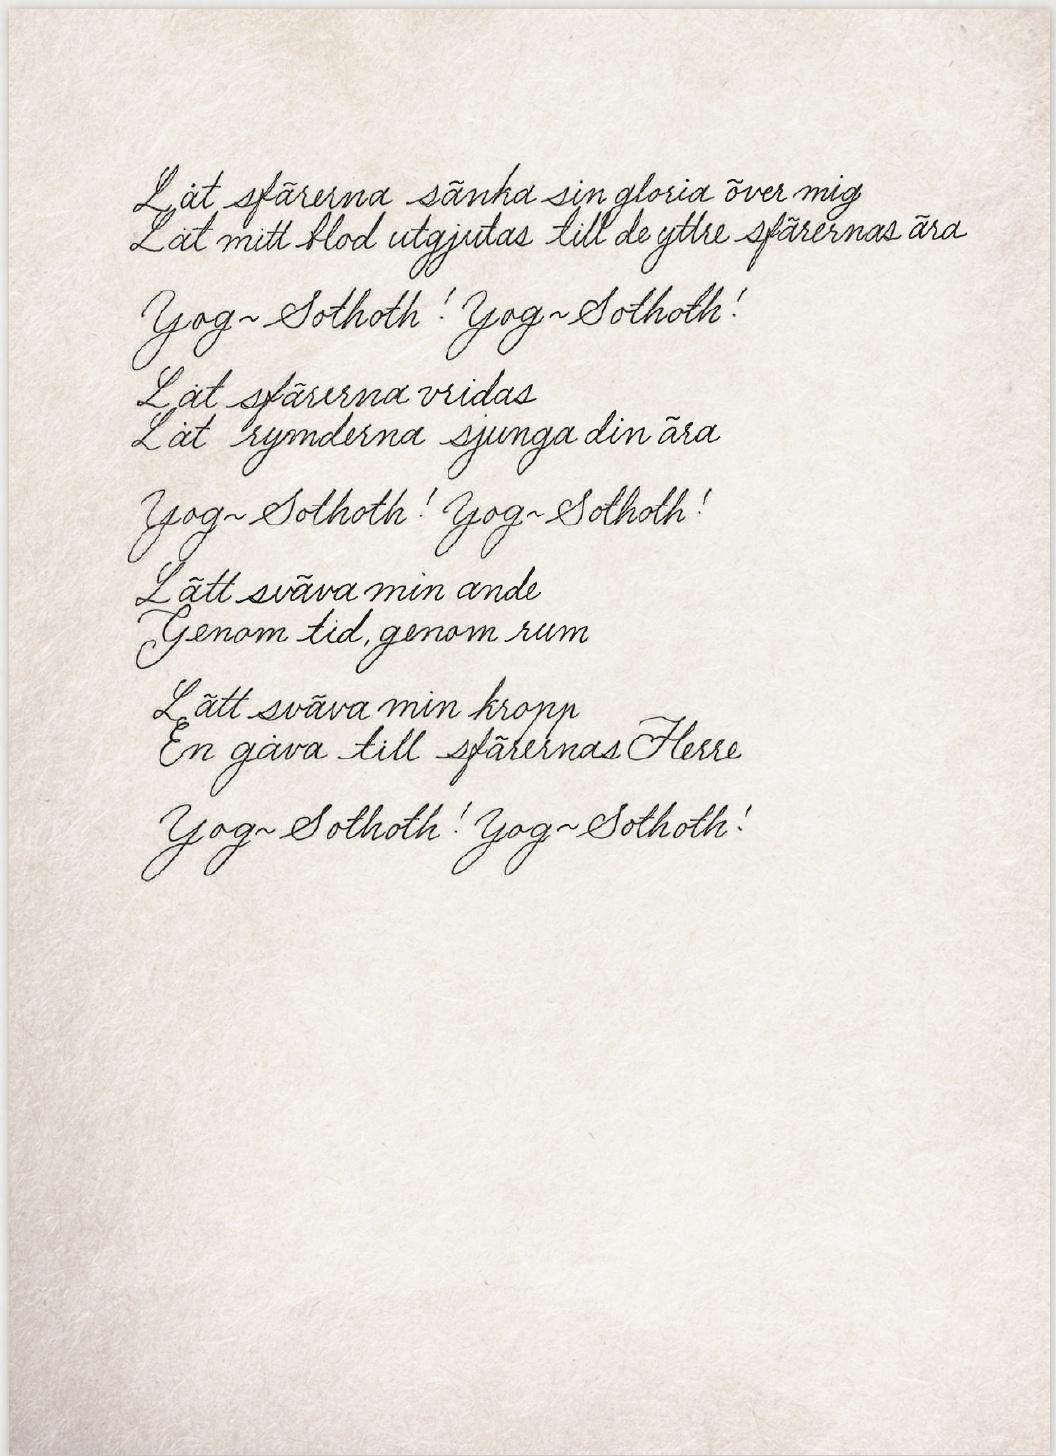 Låt sfärerna sänka sin gloria över mig
Låt mitt blod utgjutas till de yttre sfärernas ära
Yog~Sothoth! Yog~Sothoth!
Låt sfärerna vridas
Låt rymderna sjunga din ära
Yog~Sothoth! Yog~Sothoth!
Lätt sväva min ande
Genom tid, genom rum
Lätt sväva min kropp
En gåva till sfärernas Herre
Yog~Sothoth! Yog~Sothoth!